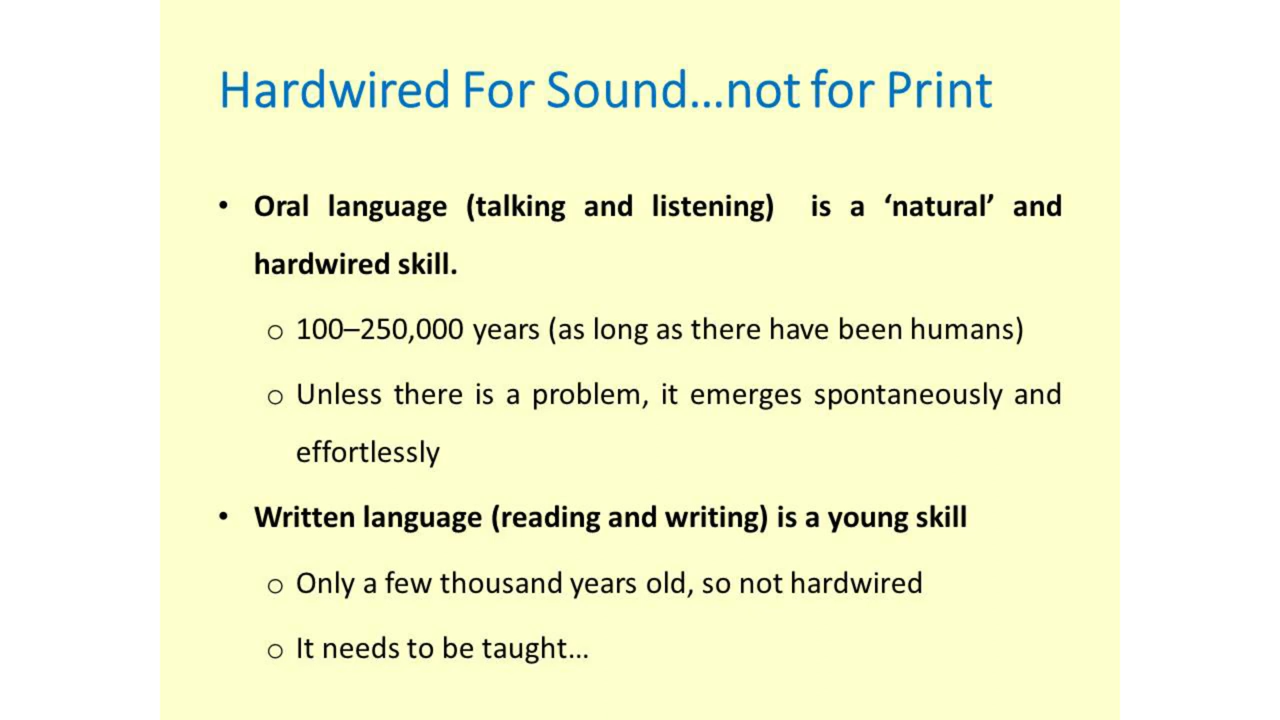 Hardwired For Sound...not for Print
• Oral language (talking and listening) is a ‘natural’ and
hardwired skill.
o 100–250,000 years (as long as there have been humans)
o Unless there is a problem, it emerges spontaneously and
effortlessly
• Written language (reading and writing) is a young skill
o Only a few thousand years old, so not hardwired
o It needs to be taught...